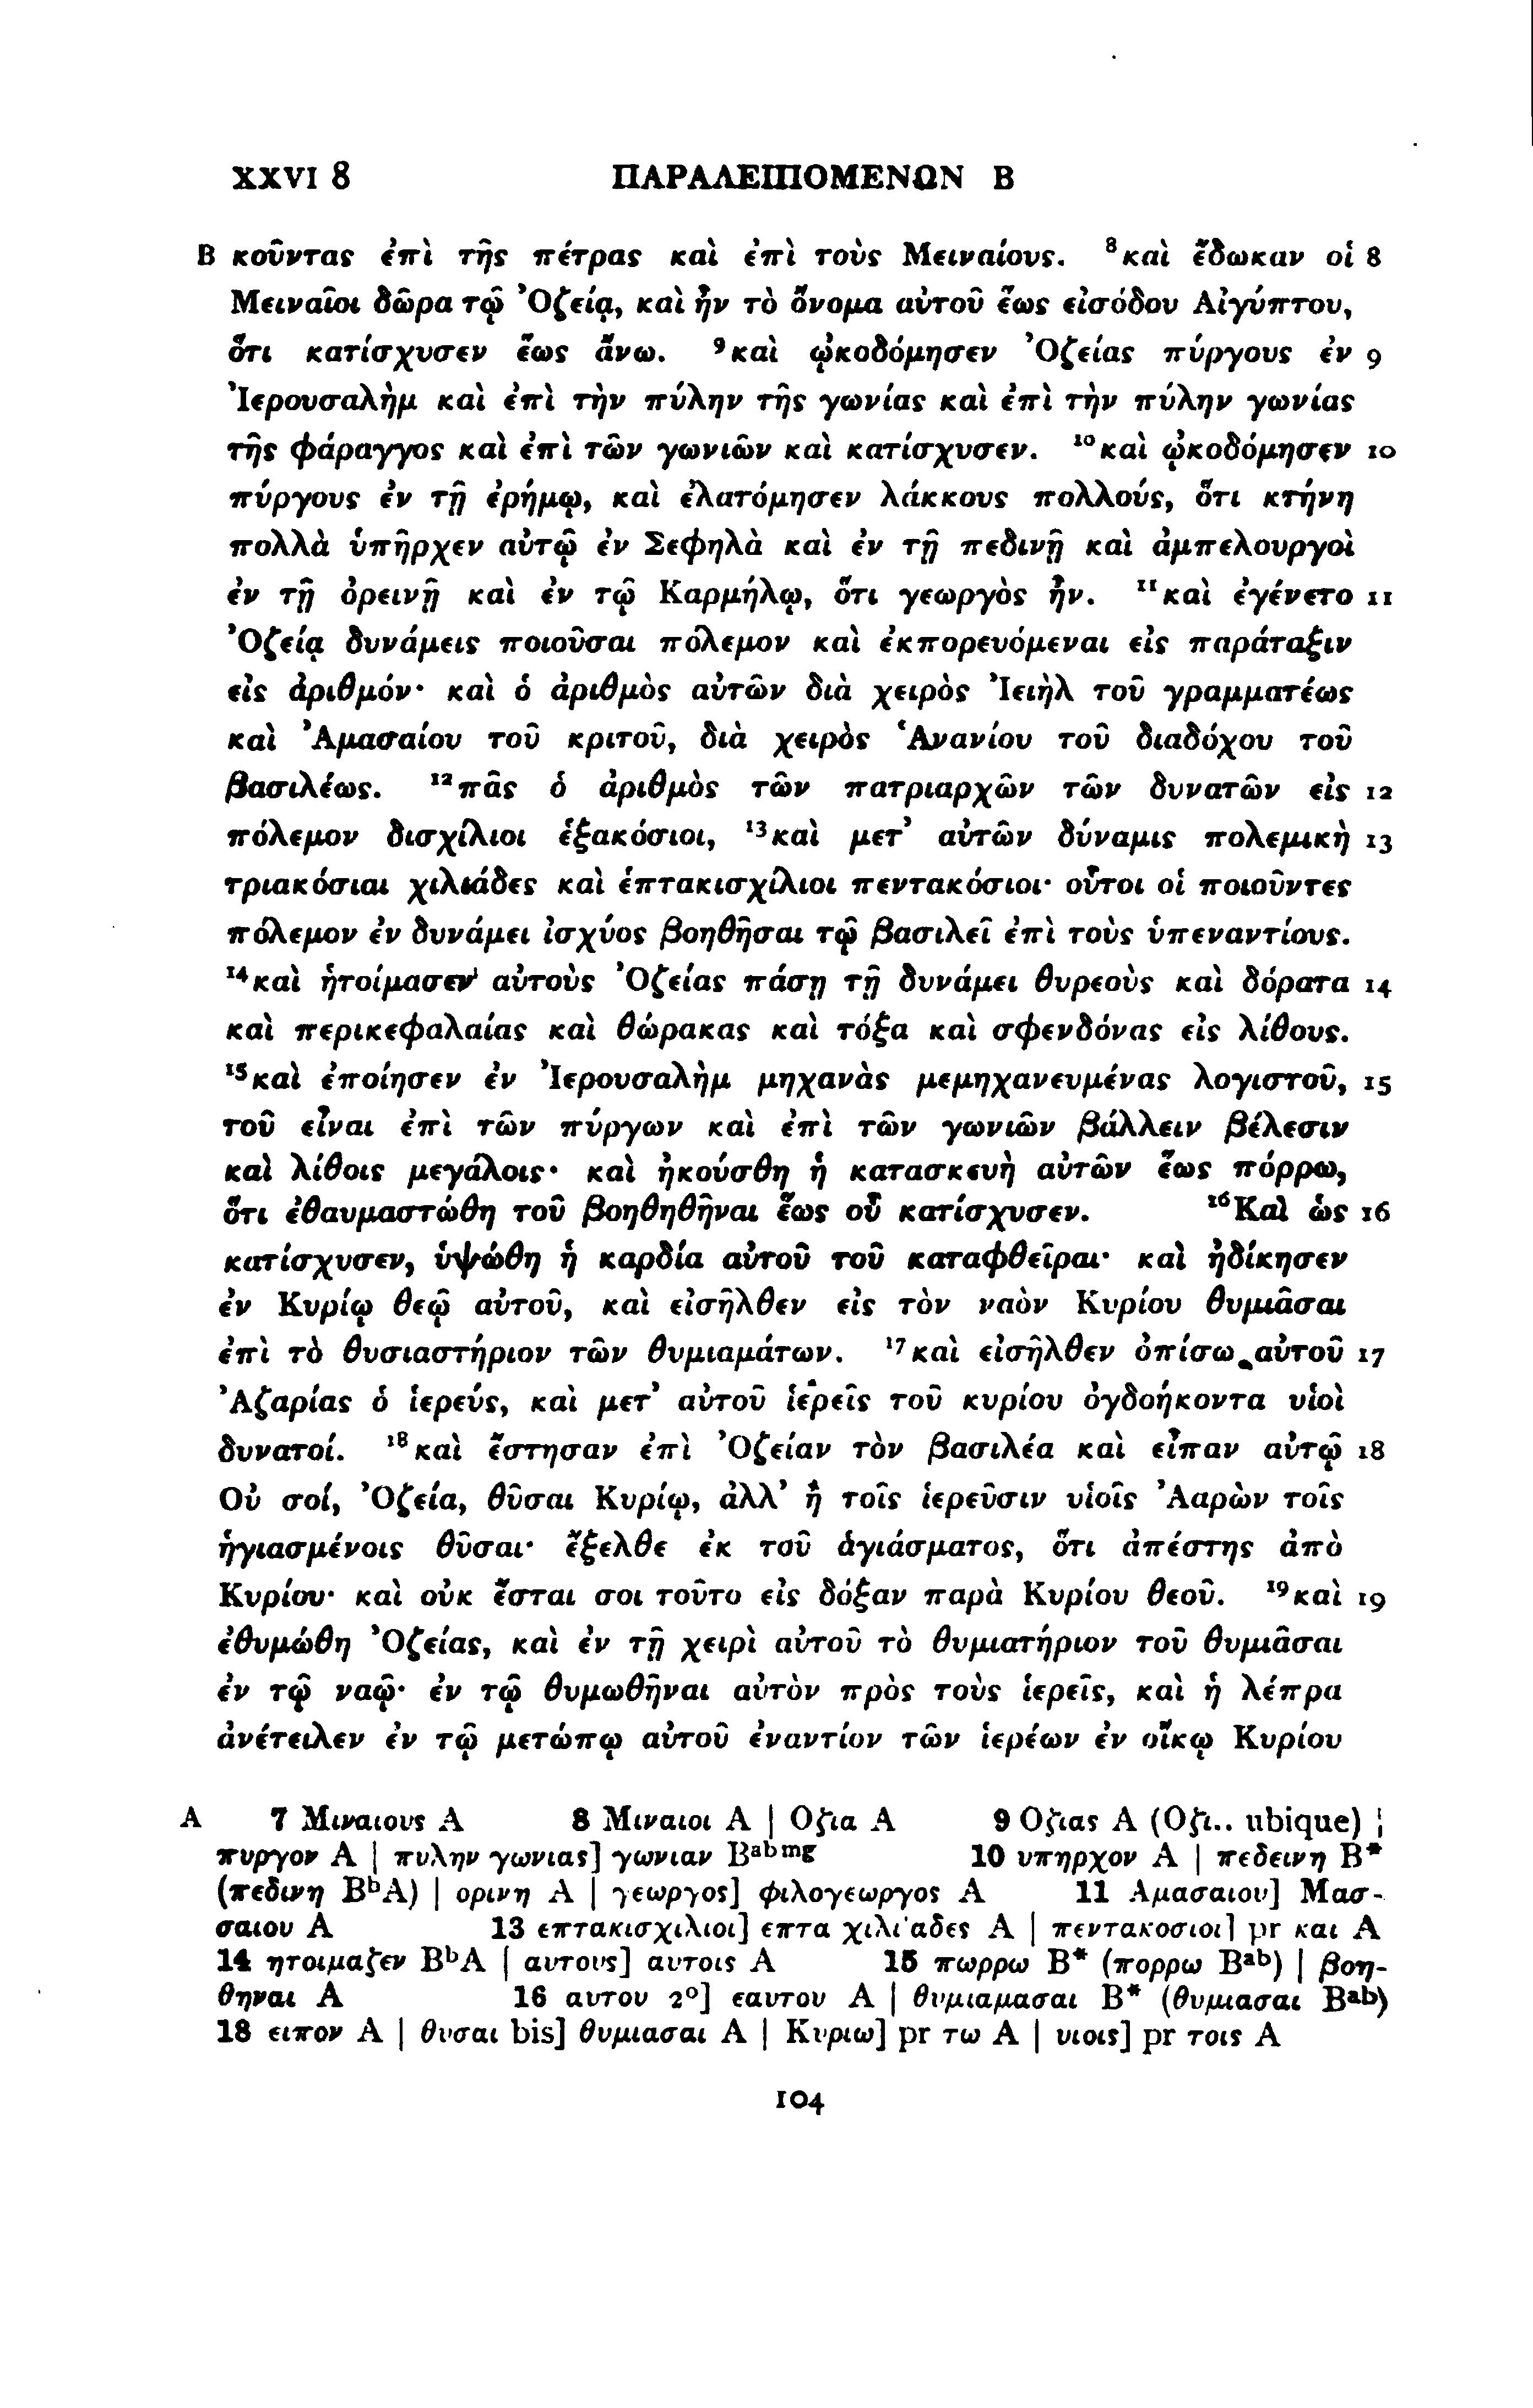 XXVI 8 ΠΑΡΑΛΕΙΠΟΜΕΝΩΝ Β
B κοῦντας ἐπὶ τῆς πέτρας καὶ ἐπὶ τοὺς Μειναίους. ⁸καὶ ἔδωκαν οἱ 8
Μειναῖοι δῶρα τῷ Ὀζείᾳ, καὶ ἦν τὸ ὄνομα αὐτοῦ ἕως εἰσόδου Αἰγύπτου,
ὅτι κατίσχυσεν ἕως ἄνω. ⁹καὶ ᾠκοδόμησεν Ὀζείας πύργους ἐν 9
Ἰερουσαλὴμ καὶ ἐπὶ τὴν πύλην τῆς γωνίας καὶ ἐπὶ τὴν πύλην γωνίας
τῆς φάραγγος καὶ ἐπὶ τῶν γωνιῶν καὶ κατίσχυσεν. ¹⁰καὶ ᾠκοδόμησεν 10
πύργους ἐν τῇ ἐρήμῳ, καὶ ἐλατόμησεν λάκκους πολλούς, ὅτι κτήνη
πολλὰ ὑπῆρχεν αὐτῷ ἐν Σεφηλὰ καὶ ἐν τῇ πεδινῇ καὶ ἀμπελουργοὶ
ἐν τῇ ὀρεινῇ καὶ ἐν τῷ Καρμήλῳ, ὅτι γεωργὸς ἦν. ¹¹καὶ ἐγένετο 11
Ὀζείᾳ δυνάμεις ποιοῦσαι πόλεμον καὶ ἐκπορευόμεναι εἰς παράταξιν
εἰς ἀριθμόν· καὶ ὁ ἀριθμὸς αὐτῶν διὰ χειρὸς Ἰειὴλ τοῦ γραμματέως
καὶ Ἀμασαίου τοῦ κριτοῦ, διὰ χειρὸς Ἁνανίου τοῦ διαδόχου τοῦ
βασιλέως. ¹²πᾶς ὁ ἀριθμὸς τῶν πατριαρχῶν τῶν δυνατῶν εἰς 12
πόλεμον δισχίλιοι ἑξακόσιοι, ¹³καὶ μετ’ αὐτῶν δύναμις πολεμικὴ 13
τριακόσιαι χιλιάδες καὶ ἑπτακισχίλιοι πεντακόσιοι· οὗτοι οἱ ποιοῦντες
πόλεμον ἐν δυνάμει ἰσχύος βοηθῆσαι τῷ βασιλεῖ ἐπὶ τοὺς ὑπεναντίους.
¹⁴καὶ ἡτοίμασεν αὐτοὺς Ὀζείας πάσῃ τῇ δυνάμει θυρεοὺς καὶ δόρατα 14
καὶ περικεφαλαίας καὶ θώρακας καὶ τόξα καὶ σφενδόνας εἰς λίθους.
¹⁵καὶ ἐποίησεν ἐν Ἰερουσαλὴμ μηχανὰς μεμηχανευμένας λογιστοῦ, 15
τοῦ εἶναι ἐπὶ τῶν πύργων καὶ ἐπὶ τῶν γωνιῶν βάλλειν βέλεσιν
καὶ λίθοις μεγάλοις· καὶ ἠκούσθη ἡ κατασκευὴ αὐτῶν ἕως πόρρω,
ὅτι ἐθαυμαστώθη τοῦ βοηθηθῆναι ἕως οὗ κατίσχυσεν. ¹⁶Καὶ ὡς 16
κατίσχυσεν, ὑψώθη ἡ καρδία αὐτοῦ τοῦ καταφθεῖραι· καὶ ἠδίκησεν
ἐν Κυρίῳ θεῷ αὐτοῦ, καὶ εἰσῆλθεν εἰς τὸν ναὸν Κυρίου θυμιᾶσαι
ἐπὶ τὸ θυσιαστήριον τῶν θυμιαμάτων. ¹⁷καὶ εἰσῆλθεν ὀπίσω αὐτοῦ 17
Ἀζαρίας ὁ ἱερεύς, καὶ μετ’ αὐτοῦ ἱερεῖς τοῦ κυρίου ὀγδοήκοντα υἱοὶ
δυνατοί. ¹⁸καὶ ἔστησαν ἐπὶ Ὀζείαν τὸν βασιλέα καὶ εἶπαν αὐτῷ 18
Οὐ σοί, Ὀζεία, θῦσαι Κυρίῳ, ἀλλ’ ἢ τοῖς ἱερεῦσιν υἱοῖς Ἀαρὼν τοῖς
ἡγιασμένοις θῦσαι· ἔξελθε ἐκ τοῦ ἁγιάσματος, ὅτι ἀπέστης ἀπὸ
Κυρίου· καὶ οὐκ ἔσται σοι τοῦτο εἰς δόξαν παρὰ Κυρίου θεοῦ. ¹⁹καὶ 19
ἐθυμώθη Ὀζείας, καὶ ἐν τῇ χειρὶ αὐτοῦ τὸ θυμιατήριον τοῦ θυμιᾶσαι
ἐν τῷ ναῷ· ἐν τῷ θυμωθῆναι αὐτὸν πρὸς τοὺς ἱερεῖς, καὶ ἡ λέπρα
ἀνέτειλεν ἐν τῷ μετώπῳ αὐτοῦ ἐναντίον τῶν ἱερέων ἐν οἴκῳ Κυρίου
A 7 Μιναιους A 8 Μιναιοι A | Οζια A 9 Οζιας A (Οζι.. ubique) |
πυργον A | πυλην γωνιας] γωνιαν Bᵃᵇᵐᵍ 10 υπηρχον A | πεδεινη B*
(πεδινη BᵇA) | ορινη A | γεωργος] φιλογεωργος A 11 Αμασαιου] Μασ-
σαιου A 13 επτακισχιλιοι] επτα χιλιαδες A | πεντακοσιοι] pr και A
14 ητοιμαζεν BᵇA | αυτους] αυτοις A 15 πωρρω B* (πορρω Bᵃᵇ) | βοη-
θηναι A 16 αυτου 2°] εαυτου A | θυμιαμασαι B* (θυμιασαι Bᵃᵇ)
18 ειπον A | θυσαι bis] θυμιασαι A | Κυριω] pr τω A | υιοις] pr τοις A
104